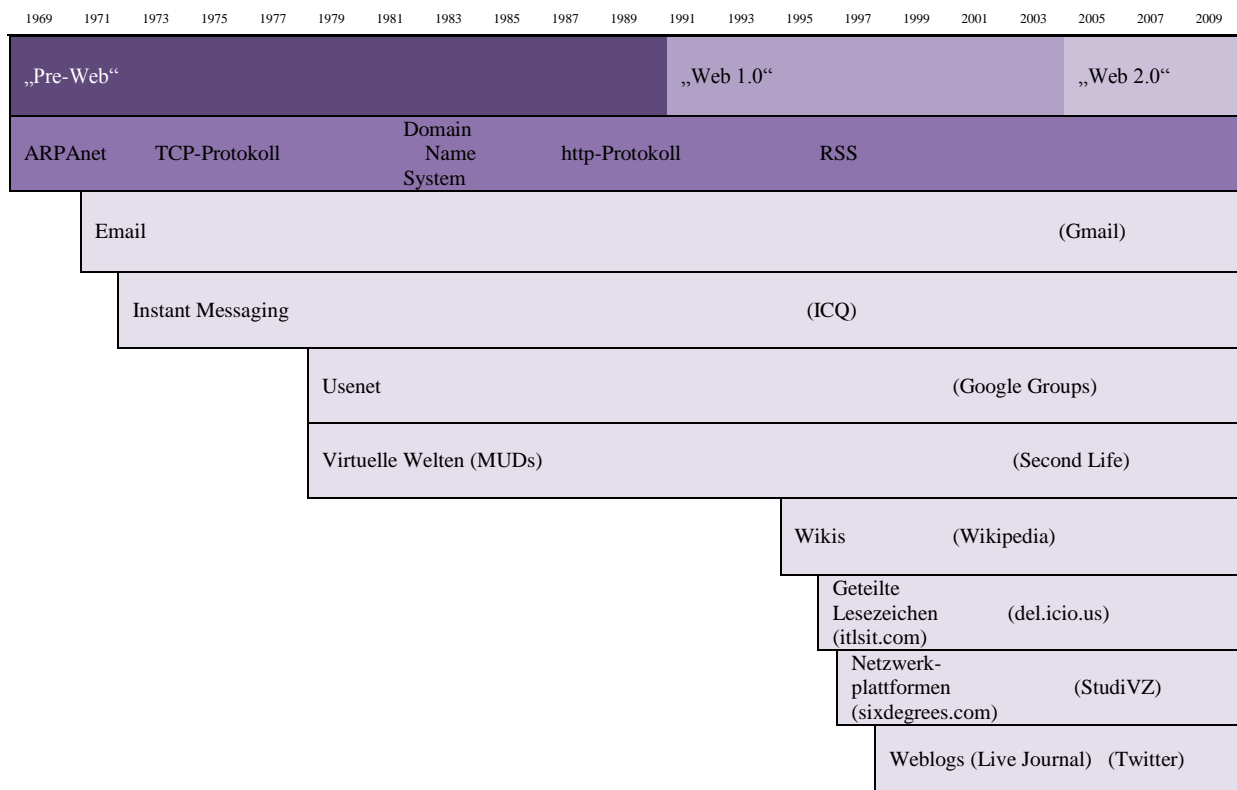 1969 1971 1973 1975 1977 1979 1981 1983 1985 1987 1989 1991 1993 1995 1997 1999 2001 2003 2005 2007 2009
„Pre-Web“ „Web 1.0“ „Web 2.0“
ARPAnet TCP-Protokoll Domain
Name
System http-Protokoll RSS
Email (Gmail)
Instant Messaging (ICQ)
Usenet (Google Groups)
Virtuelle Welten (MUDs) (Second Life)
Wikis (Wikipedia)
Geteilte
Lesezeichen (del.icio.us)
(itlsit.com)
Netzwerk-
plattformen (StudiVZ)
(sixdegrees.com)
Weblogs (Live Journal) (Twitter)